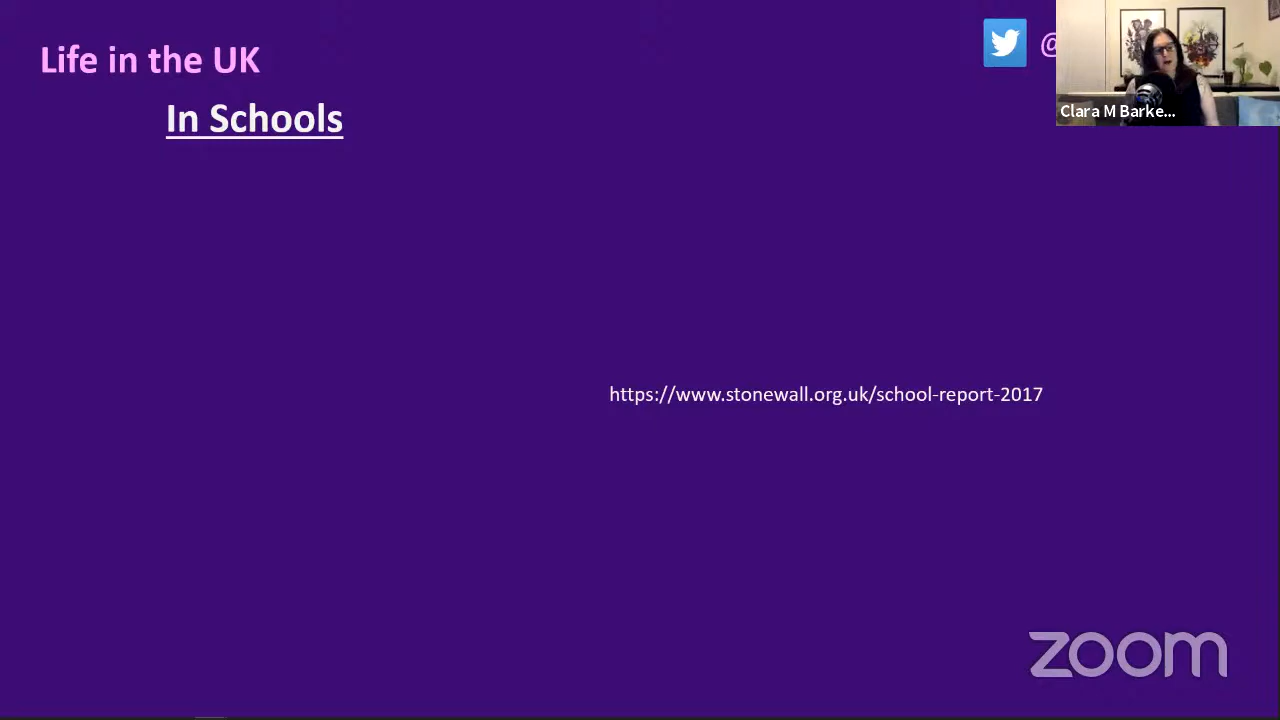 Life in the UK
@
Clara M Barke...
In Schools
https://www.stonewall.org.uk/school-report-2017
zoom